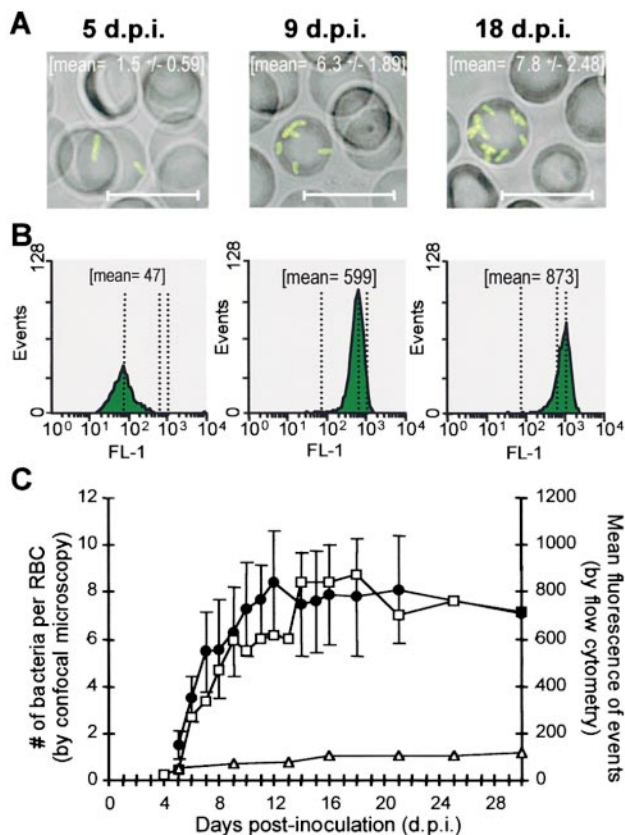 A
5 d.p.i. 9 d.p.i. 18 d.p.i.
[mean= 1.5 +/- 0.59] [mean= 6.3 +/- 1.89] [mean= 7.8 +/- 2.48]
B
128 128 128
[mean= 47] [mean= 599] [mean= 873]
Events Events Events
0 0 0
10⁰ 10¹ 10² 10³ 10⁴ 10⁰ 10¹ 10² 10³ 10⁴ 10⁰ 10¹ 10² 10³ 10⁴
FL-1 FL-1 FL-1
C
# of bacteria per RBC
(by confocal microscopy)
12
10
8
6
4
2
0
1200
1000
800
600
400
200
0
Mean fluorescence of events
(by flow cytometry)
0 4 8 9 13 16 20 24 28
Days post-inoculation (d.p.i.)